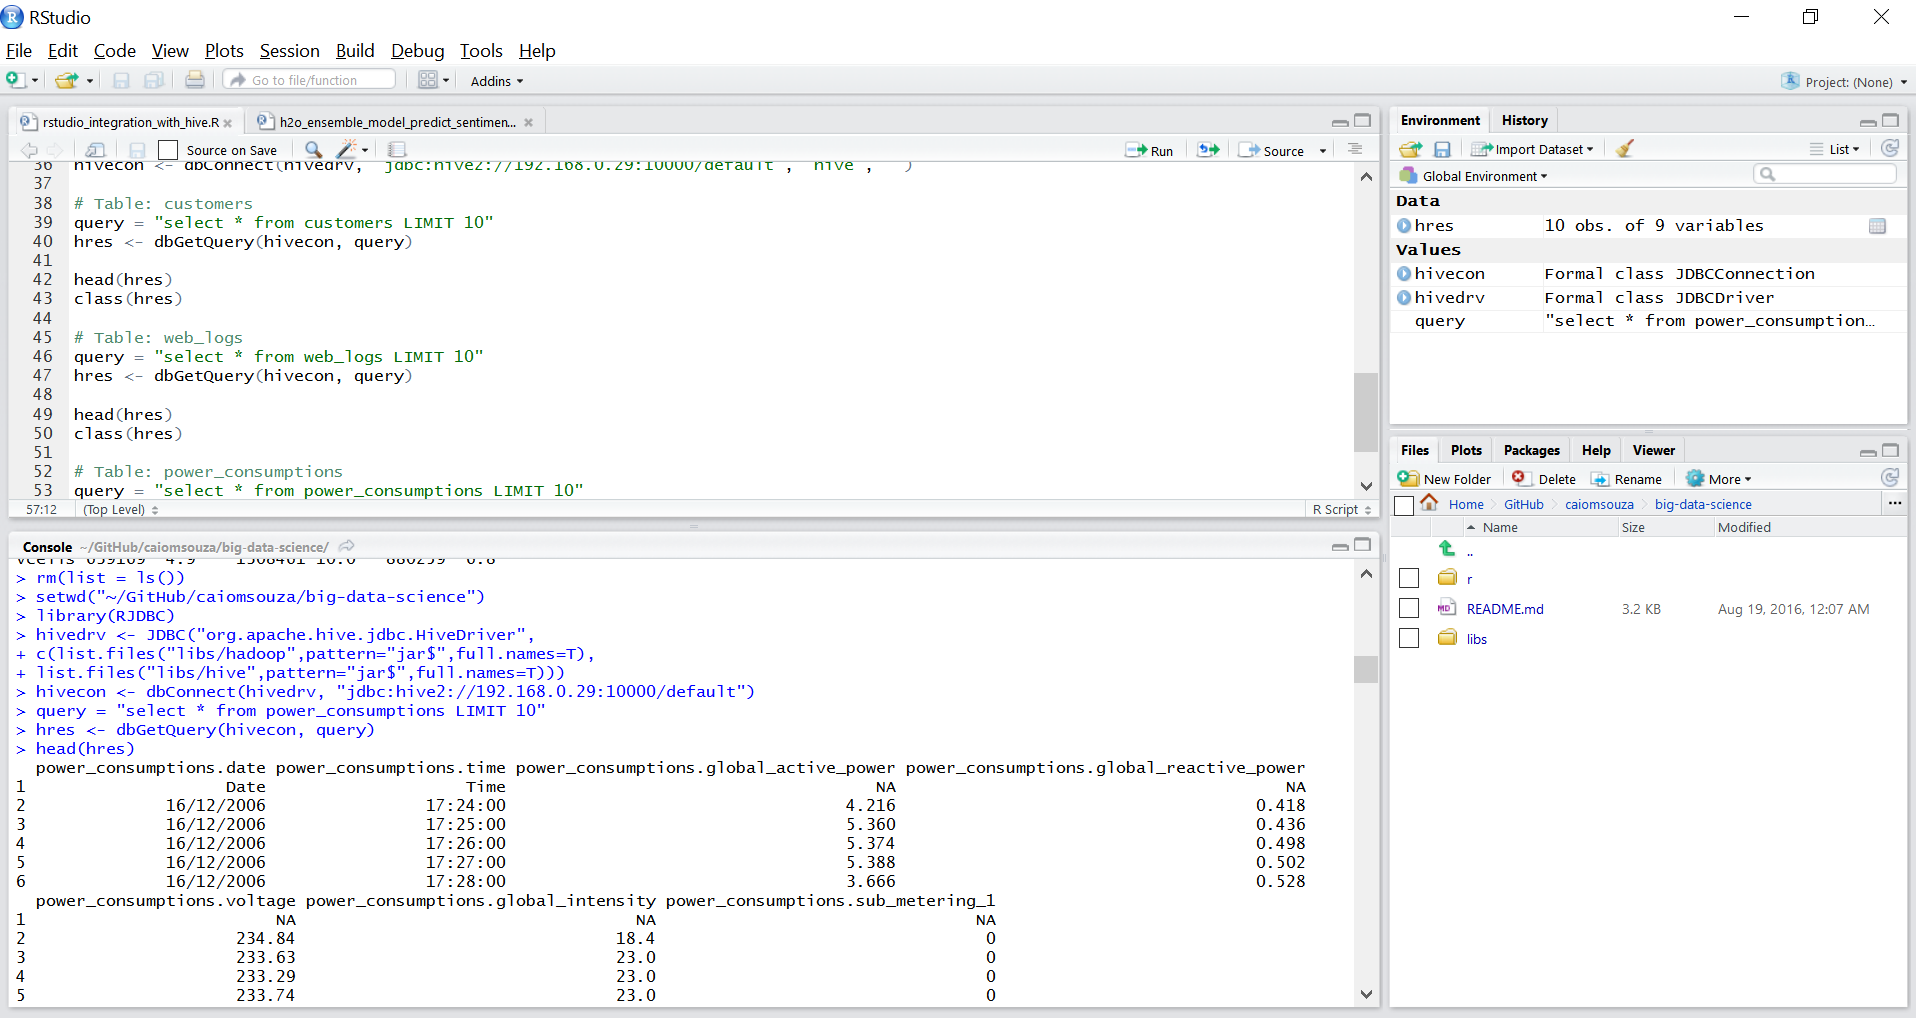 RStudio
File Edit Code View Plots Session Build Debug Tools Help
Go to file/function Addins Project: (None)
rstudio_integration_with_hive.R h2o_ensemble_model_predict_sentimen...
Source on Save Run Source
36 hivecon <- dbConnect(hivedrv, "jdbc:hive2://192.168.0.29:10000/default", "hive", "")
37
38 # Table: customers
39 query = "select * from customers LIMIT 10"
40 hres <- dbGetQuery(hivecon, query)
41
42 head(hres)
43 class(hres)
44
45 # Table: web_logs
46 query = "select * from web_logs LIMIT 10"
47 hres <- dbGetQuery(hivecon, query)
48
49 head(hres)
50 class(hres)
51
52 # Table: power_consumptions
53 query = "select * from power_consumptions LIMIT 10"
57:12 (Top Level) R Script
Console ~/GitHub/caiomsouza/big-data-science/
Vcells 659169 4.9 1308461 10.0 880259 6.8
> rm(list = ls())
> setwd("~/GitHub/caiomsouza/big-data-science")
> library(RJDBC)
> hivedrv <- JDBC("org.apache.hive.jdbc.HiveDriver",
+ c(list.files("libs/hadoop",pattern="jar$",full.names=T),
+ list.files("libs/hive",pattern="jar$",full.names=T)))
> hivecon <- dbConnect(hivedrv, "jdbc:hive2://192.168.0.29:10000/default")
> query = "select * from power_consumptions LIMIT 10"
> hres <- dbGetQuery(hivecon, query)
> head(hres)
power_consumptions.date power_consumptions.time power_consumptions.global_active_power power_consumptions.global_reactive_power
1 Date Time NA NA
2 16/12/2006 17:24:00 4.216 0.418
3 16/12/2006 17:25:00 5.360 0.436
4 16/12/2006 17:26:00 5.374 0.498
5 16/12/2006 17:27:00 5.388 0.502
6 16/12/2006 17:28:00 3.666 0.528
power_consumptions.voltage power_consumptions.global_intensity power_consumptions.sub_metering_1
1 NA NA NA
2 234.84 18.4 0
3 233.63 23.0 0
4 233.29 23.0 0
5 233.74 23.0 0
Environment History
Import Dataset List
Global Environment
Data
hres 10 obs. of 9 variables
Values
hivecon Formal class JDBCConnection
hivedrv Formal class JDBCDriver
query "select * from power_consumption...
Files Plots Packages Help Viewer
New Folder Delete Rename More
Home GitHub caiomsouza big-data-science ...
Name Size Modified
..
r
MD README.md 3.2 KB Aug 19, 2016, 12:07 AM
libs